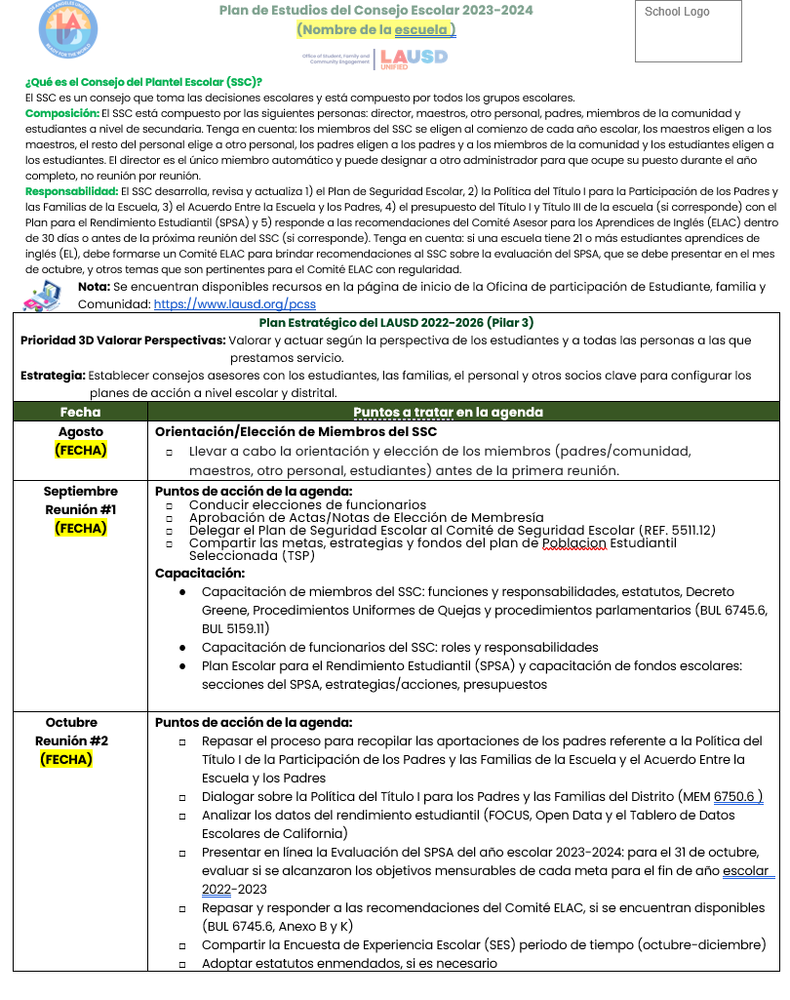 LOS ANGELES UNIFIED
READY FOR THE WORLD
Plan de Estudios del Consejo Escolar 2023-2024
(Nombre de la escuela )
School Logo
Office of Student, Family and
Community Engagement
LAUSD
UNIFIED
¿Qué es el Consejo del Plantel Escolar (SSC)?
El SSC es un consejo que toma las decisiones escolares y está compuesto por todos los grupos escolares.
Composición: El SSC está compuesto por las siguientes personas: director, maestros, otro personal, padres, miembros de la comunidad y
estudiantes a nivel de secundaria. Tenga en cuenta: los miembros del SSC se eligen al comienzo de cada año escolar, los maestros eligen a los
maestros, el resto del personal elige a otro personal, los padres eligen a los padres y a los miembros de la comunidad y los estudiantes eligen a
los estudiantes. El director es el único miembro automático y puede designar a otro administrador para que ocupe su puesto durante el año
completo, no reunión por reunión.
Responsabilidad: El SSC desarrolla, revisa y actualiza 1) el Plan de Seguridad Escolar, 2) la Política del Título I para la Participación de los Padres y
las Familias de la Escuela, 3) el Acuerdo Entre la Escuela y los Padres, 4) el presupuesto del Título I y Título III de la escuela (si corresponde) con el
Plan para el Rendimiento Estudiantil (SPSA) y 5) responde a las recomendaciones del Comité Asesor para los Aprendices de Inglés (ELAC) dentro
de 30 días o antes de la próxima reunión del SSC (si corresponde). Tenga en cuenta: si una escuela tiene 21 o más estudiantes aprendices de
inglés (EL), debe formarse un Comité ELAC para brindar recomendaciones al SSC sobre la evaluación del SPSA, que se debe presentar en el mes
de octubre, y otros temas que son pertinentes para el Comité ELAC con regularidad.
Nota: Se encuentran disponibles recursos en la página de inicio de la Oficina de participación de Estudiante, familia y
Comunidad: https://www.lausd.org/pcss
Plan Estratégico del LAUSD 2022-2026 (Pilar 3)
Prioridad 3D Valorar Perspectivas: Valorar y actuar según la perspectiva de los estudiantes y a todas las personas a las que
prestamos servicio.
Estrategia: Establecer consejos asesores con los estudiantes, las familias, el personal y otros socios clave para configurar los
planes de acción a nivel escolar y distrital.
Fecha Puntos a tratar en la agenda
Agosto
(FECHA)
Orientación/Elección de Miembros del SSC
□ Llevar a cabo la orientación y elección de los miembros (padres/comunidad,
maestros, otro personal, estudiantes) antes de la primera reunión.
Septiembre
Reunión #1
(FECHA)
Puntos de acción de la agenda:
□ Conducir elecciones de funcionarios
□ Aprobación de Actas/Notas de Elección de Membresía
□ Delegar el Plan de Seguridad Escolar al Comité de Seguridad Escolar (REF. 5511.12)
□ Compartir las metas, estrategias y fondos del plan de Poblacion Estudiantil
Seleccionada (TSP)
Capacitación:
● Capacitación de miembros del SSC: funciones y responsabilidades, estatutos, Decreto
Greene, Procedimientos Uniformes de Quejas y procedimientos parlamentarios (BUL 6745.6,
BUL 5159.11)
● Capacitación de funcionarios del SSC: roles y responsabilidades
● Plan Escolar para el Rendimiento Estudiantil (SPSA) y capacitación de fondos escolares:
secciones del SPSA, estrategias/acciones, presupuestos
Octubre
Reunión #2
(FECHA)
Puntos de acción de la agenda:
□ Repasar el proceso para recopilar las aportaciones de los padres referente a la Política del
Título I de la Participación de los Padres y las Familias de la Escuela y el Acuerdo Entre la
Escuela y los Padres
□ Dialogar sobre la Política del Título I para los Padres y las Familias del Distrito (MEM 6750.6 )
□ Analizar los datos del rendimiento estudiantil (FOCUS, Open Data y el Tablero de Datos
Escolares de California)
□ Presentar en línea la Evaluación del SPSA del año escolar 2023-2024: para el 31 de octubre,
evaluar si se alcanzaron los objetivos mensurables de cada meta para el fin de año escolar
2022-2023
□ Repasar y responder a las recomendaciones del Comité ELAC, si se encuentran disponibles
(BUL 6745.6, Anexo B y K)
□ Compartir la Encuesta de Experiencia Escolar (SES) periodo de tiempo (octubre-diciembre)
□ Adoptar estatutos enmendados, si es necesario